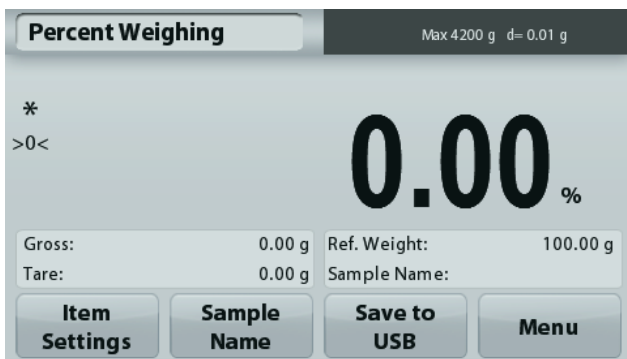 Percent Weighing
Max 4200 g d= 0.01 g
*
>0<
0.00 %
Gross: 0.00 g Ref. Weight: 100.00 g
Tare: 0.00 g Sample Name:
Item Settings
Sample Name
Save to USB
Menu